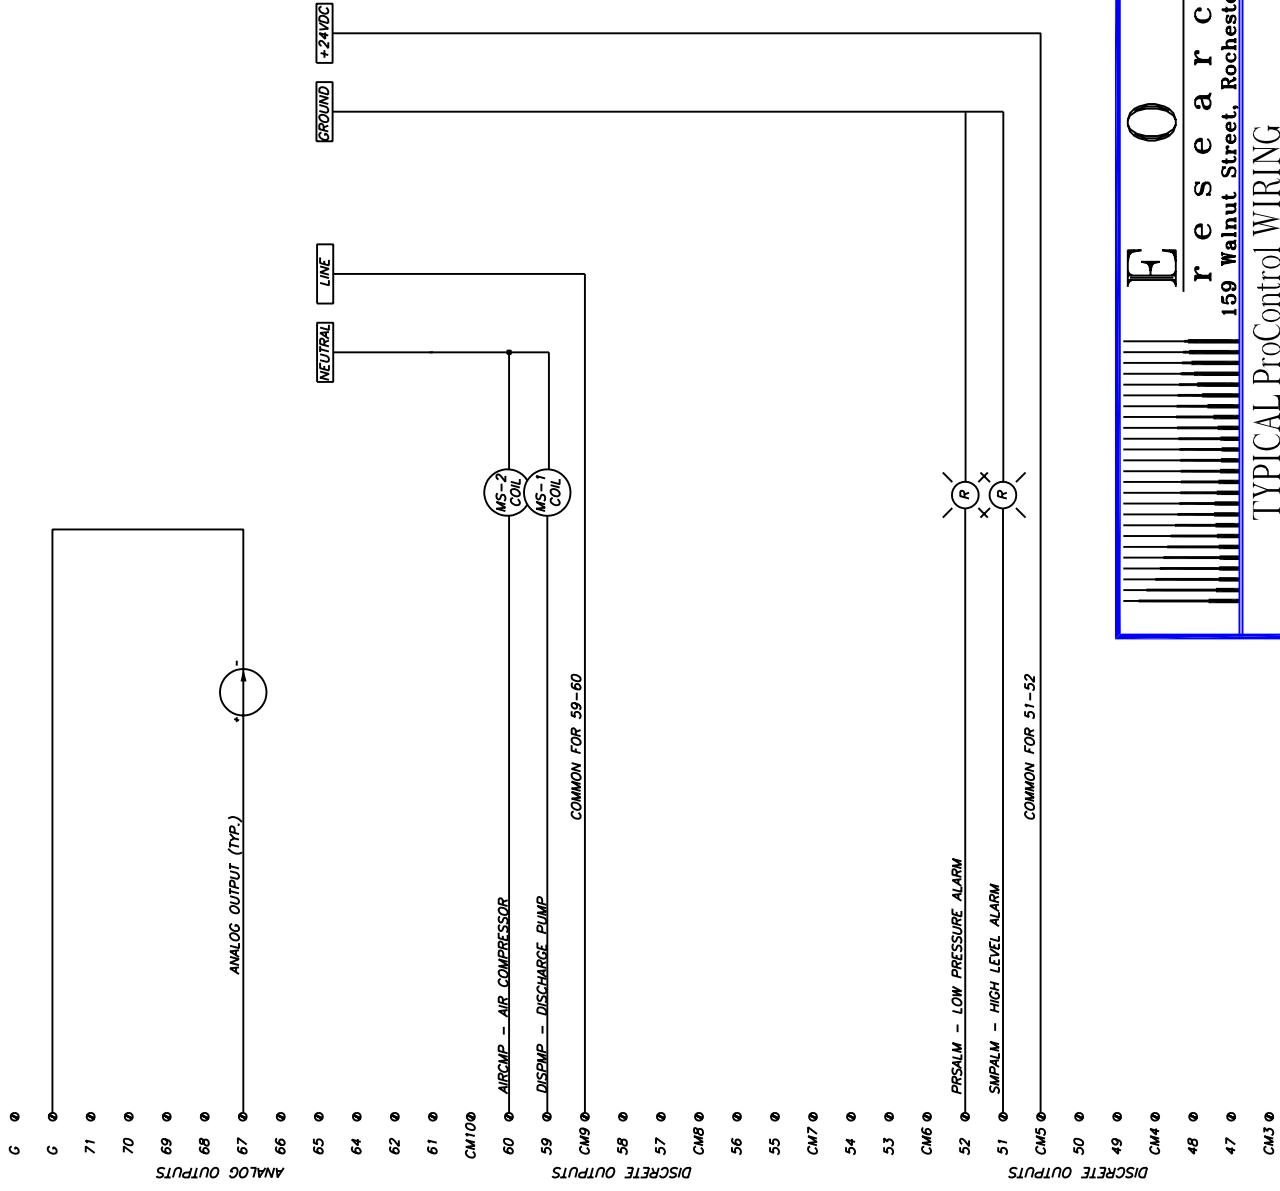 +24VDC
GROUND
LINE
NEUTRAL
MS-2
COIL
MS-1
COIL
R
R
ANALOG OUTPUT (TYP.)
AIRCMP - AIR COMPRESSOR
DISPMP - DISCHARGE PUMP
COMMON FOR 59-60
PRSALM - LOW PRESSURE ALARM
SMPALM - HIGH LEVEL ALARM
COMMON FOR 51-52
+
-
G
G
71
70
69
68
67
66
65
64
62
61
CM10
60
59
CM9
58
57
CM8
56
55
CM7
54
53
CM6
52
51
CM5
50
49
CM4
48
47
CM3
ANALOG OUTPUTS
DISCRETE OUTPUTS
DISCRETE OUTPUTS
E O
r e s e a r c
159 Walnut Street,
TYPICAL ProControl WIRING